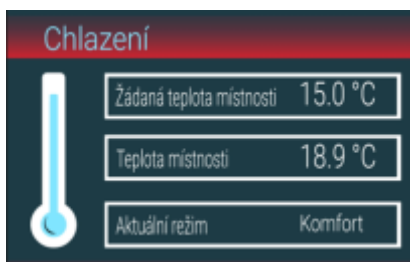 Chlazení
Žádaná teplota místnosti 15.0 °C
Teplota místnosti 18.9 °C
Aktuální režim Komfort